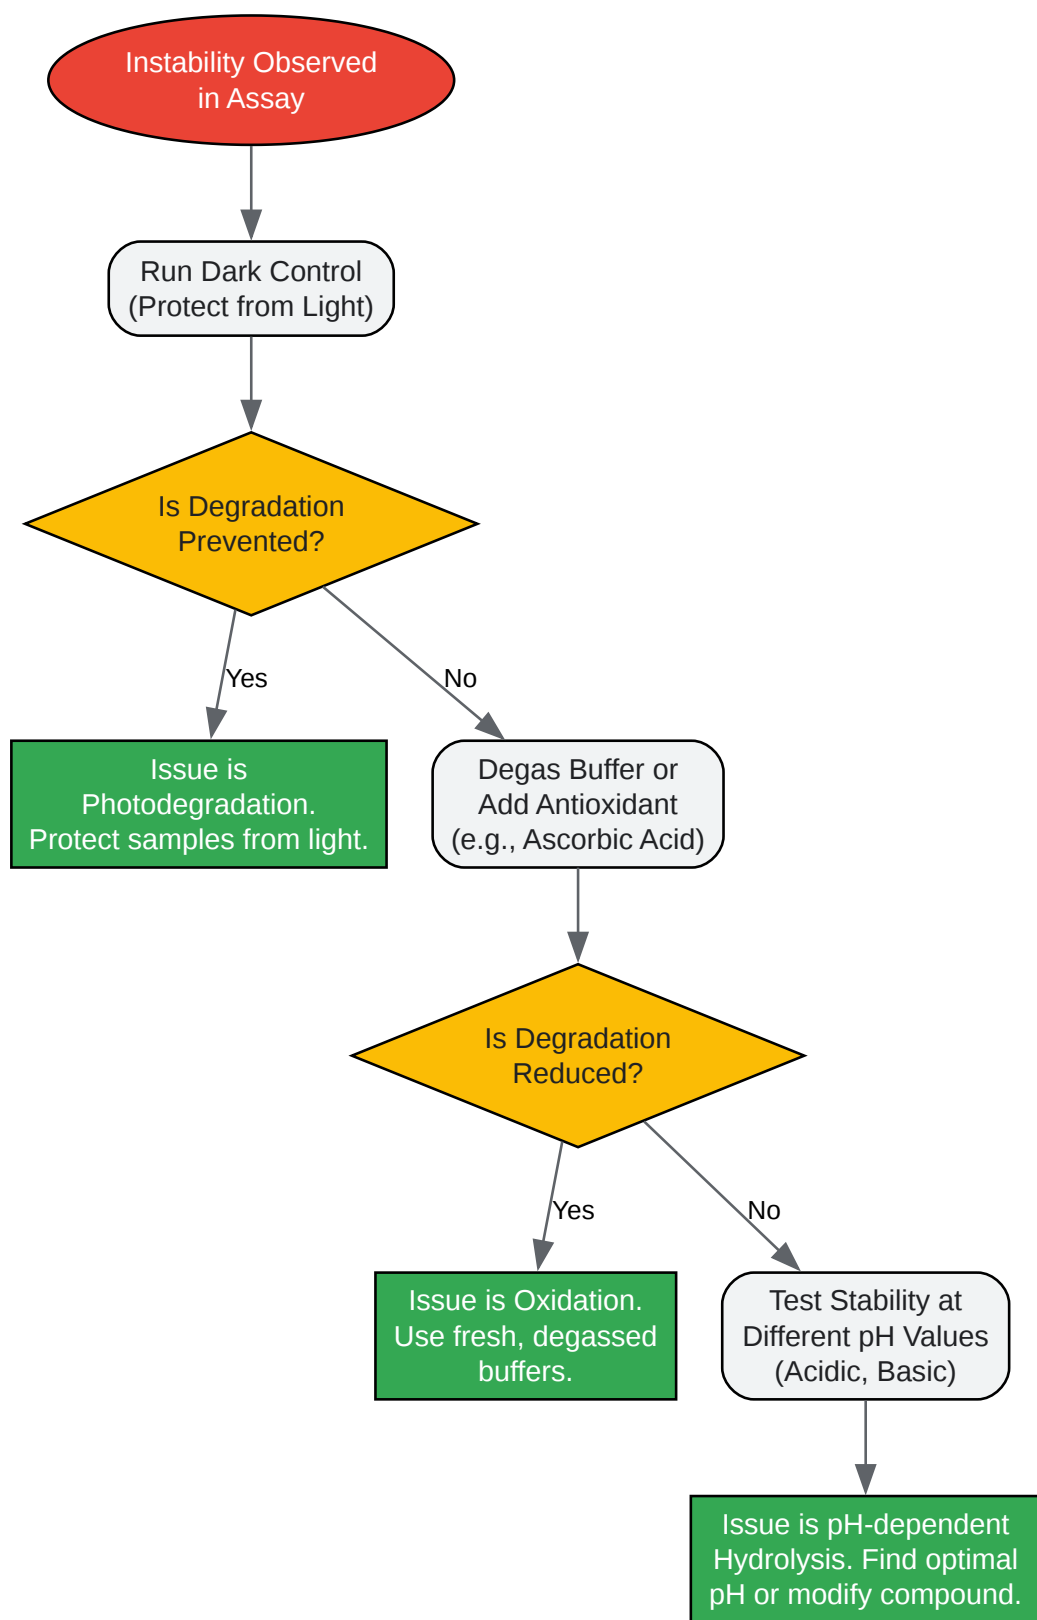 Instability Observed
in Assay
Run Dark Control
(Protect from Light)
Is Degradation
Prevented?
Yes
No
Issue is
Photodegradation.
Protect samples from light.
Degas Buffer or
Add Antioxidant
(e.g., Ascorbic Acid)
Is Degradation
Reduced?
Yes
No
Issue is Oxidation.
Use fresh, degassed
buffers.
Test Stability at
Different pH Values
(Acidic, Basic)
Issue is pH-dependent
Hydrolysis. Find optimal
pH or modify compound.